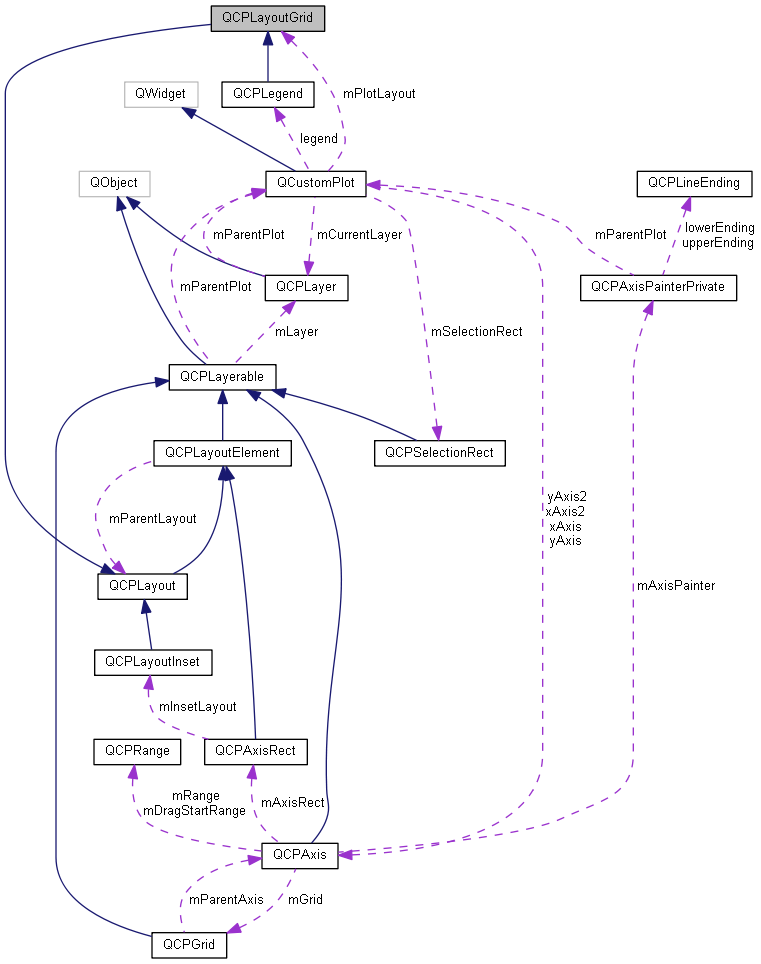 QCPLayoutGrid
QWidget
QCPLegend
mPlotLayout
legend
QObject
QCustomPlot
QCPLineEnding
mParentPlot
mCurrentLayer
mParentPlot
lowerEnding
upperEnding
mParentPlot
QCPLayer
QCPAxisPainterPrivate
mLayer
mSelectionRect
QCPLayerable
QCPLayoutElement
QCPSelectionRect
yAxis2
xAxis2
xAxis
yAxis
mParentLayout
QCPLayout
mAxisPainter
QCPLayoutInset
mInsetLayout
QCPRange
QCPAxisRect
mRange
mDragStartRange
mAxisRect
QCPAxis
mParentAxis
mGrid
QCPGrid